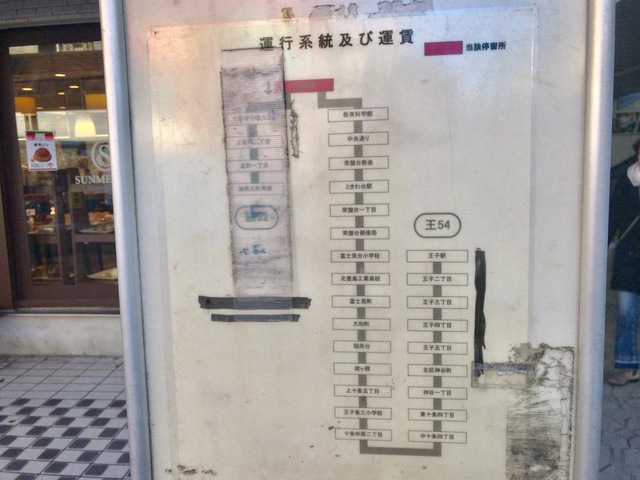 運行系統及び運賃
当該停留所
教育科学館
中央通り
常盤台教会
ときわ台駅
常盤台一丁目
常盤台郵便局
富士見台小学校
北豊島工業高校
富士見町
大和町
稲荷台
姥ヶ橋
上十条五丁目
王子第三小学校
十条仲原二丁目
王54
王子駅
王子二丁目
王子三丁目
王子四丁目
王子五丁目
北区神谷町
神谷一丁目
東十条四丁目
中十条四丁目
SUNME